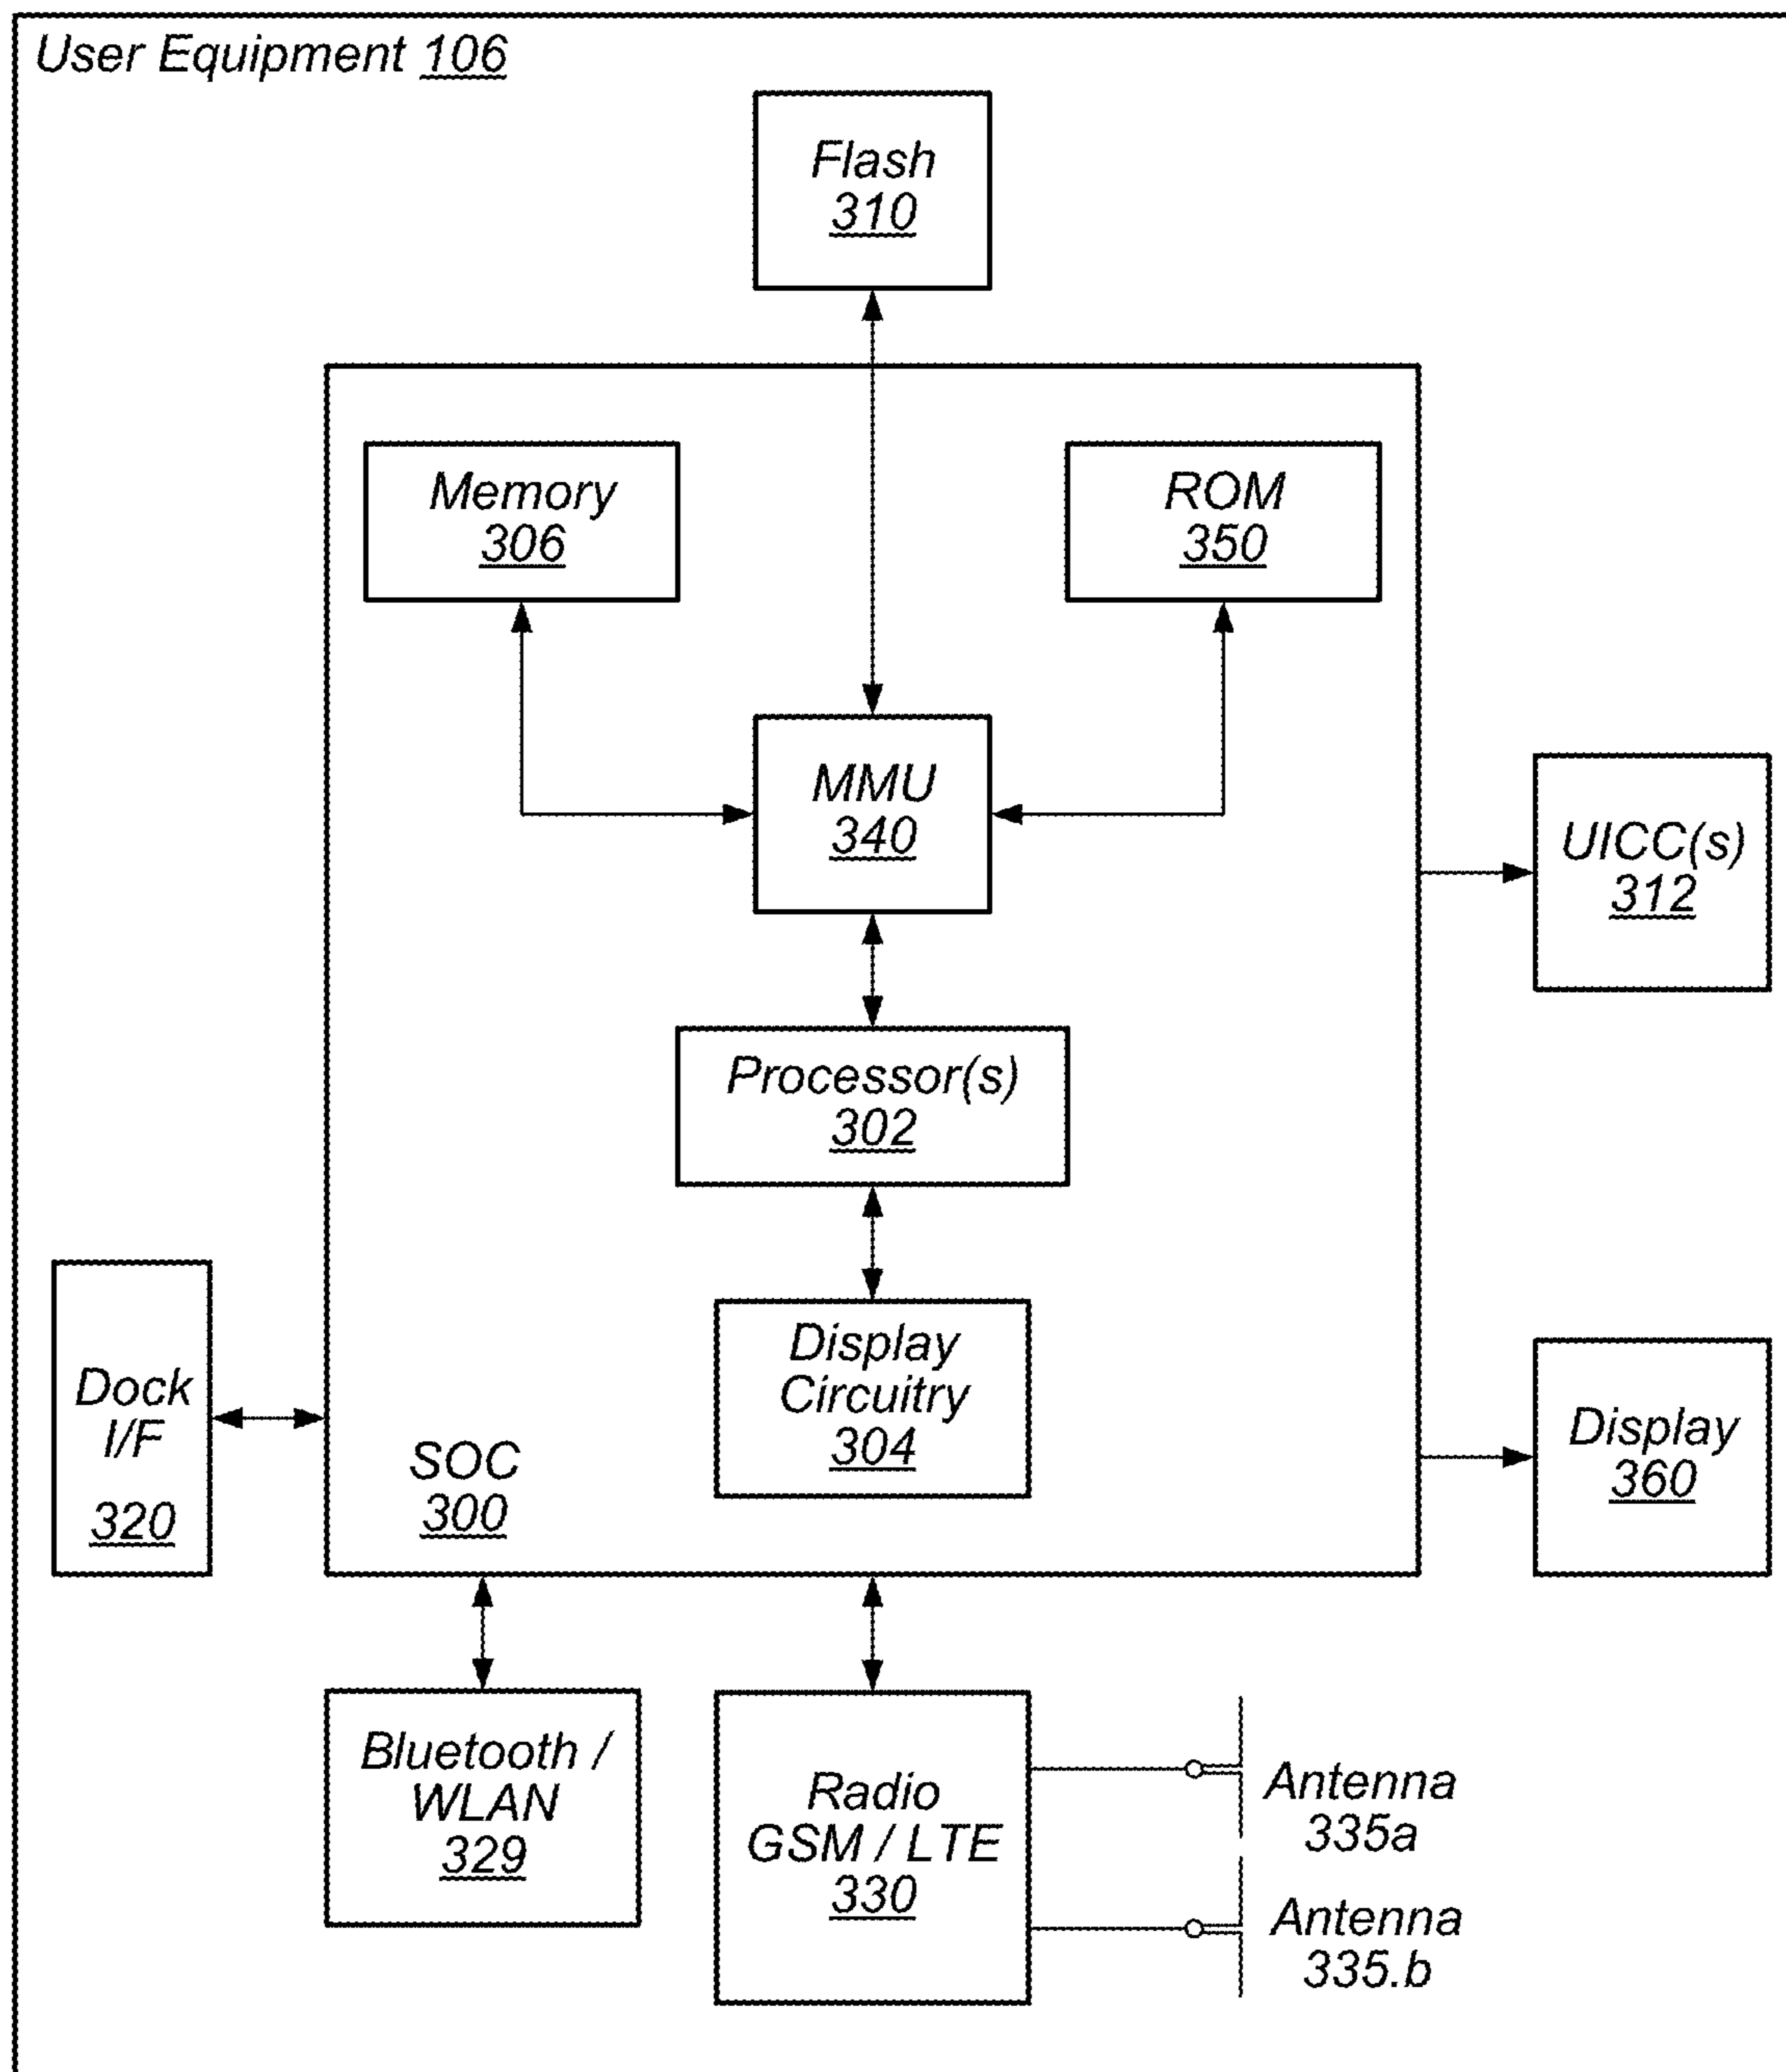 User Equipment 106
Flash
310
Memory
306
ROM
350
MMU
340
UICC(s)
312
Processor(s)
302
Display
Circuitry
304
Dock
I/F
320
SOC
300
Display
360
Bluetooth /
WLAN
329
Radio
GSM / LTE
330
Antenna
335a
Antenna
335.b